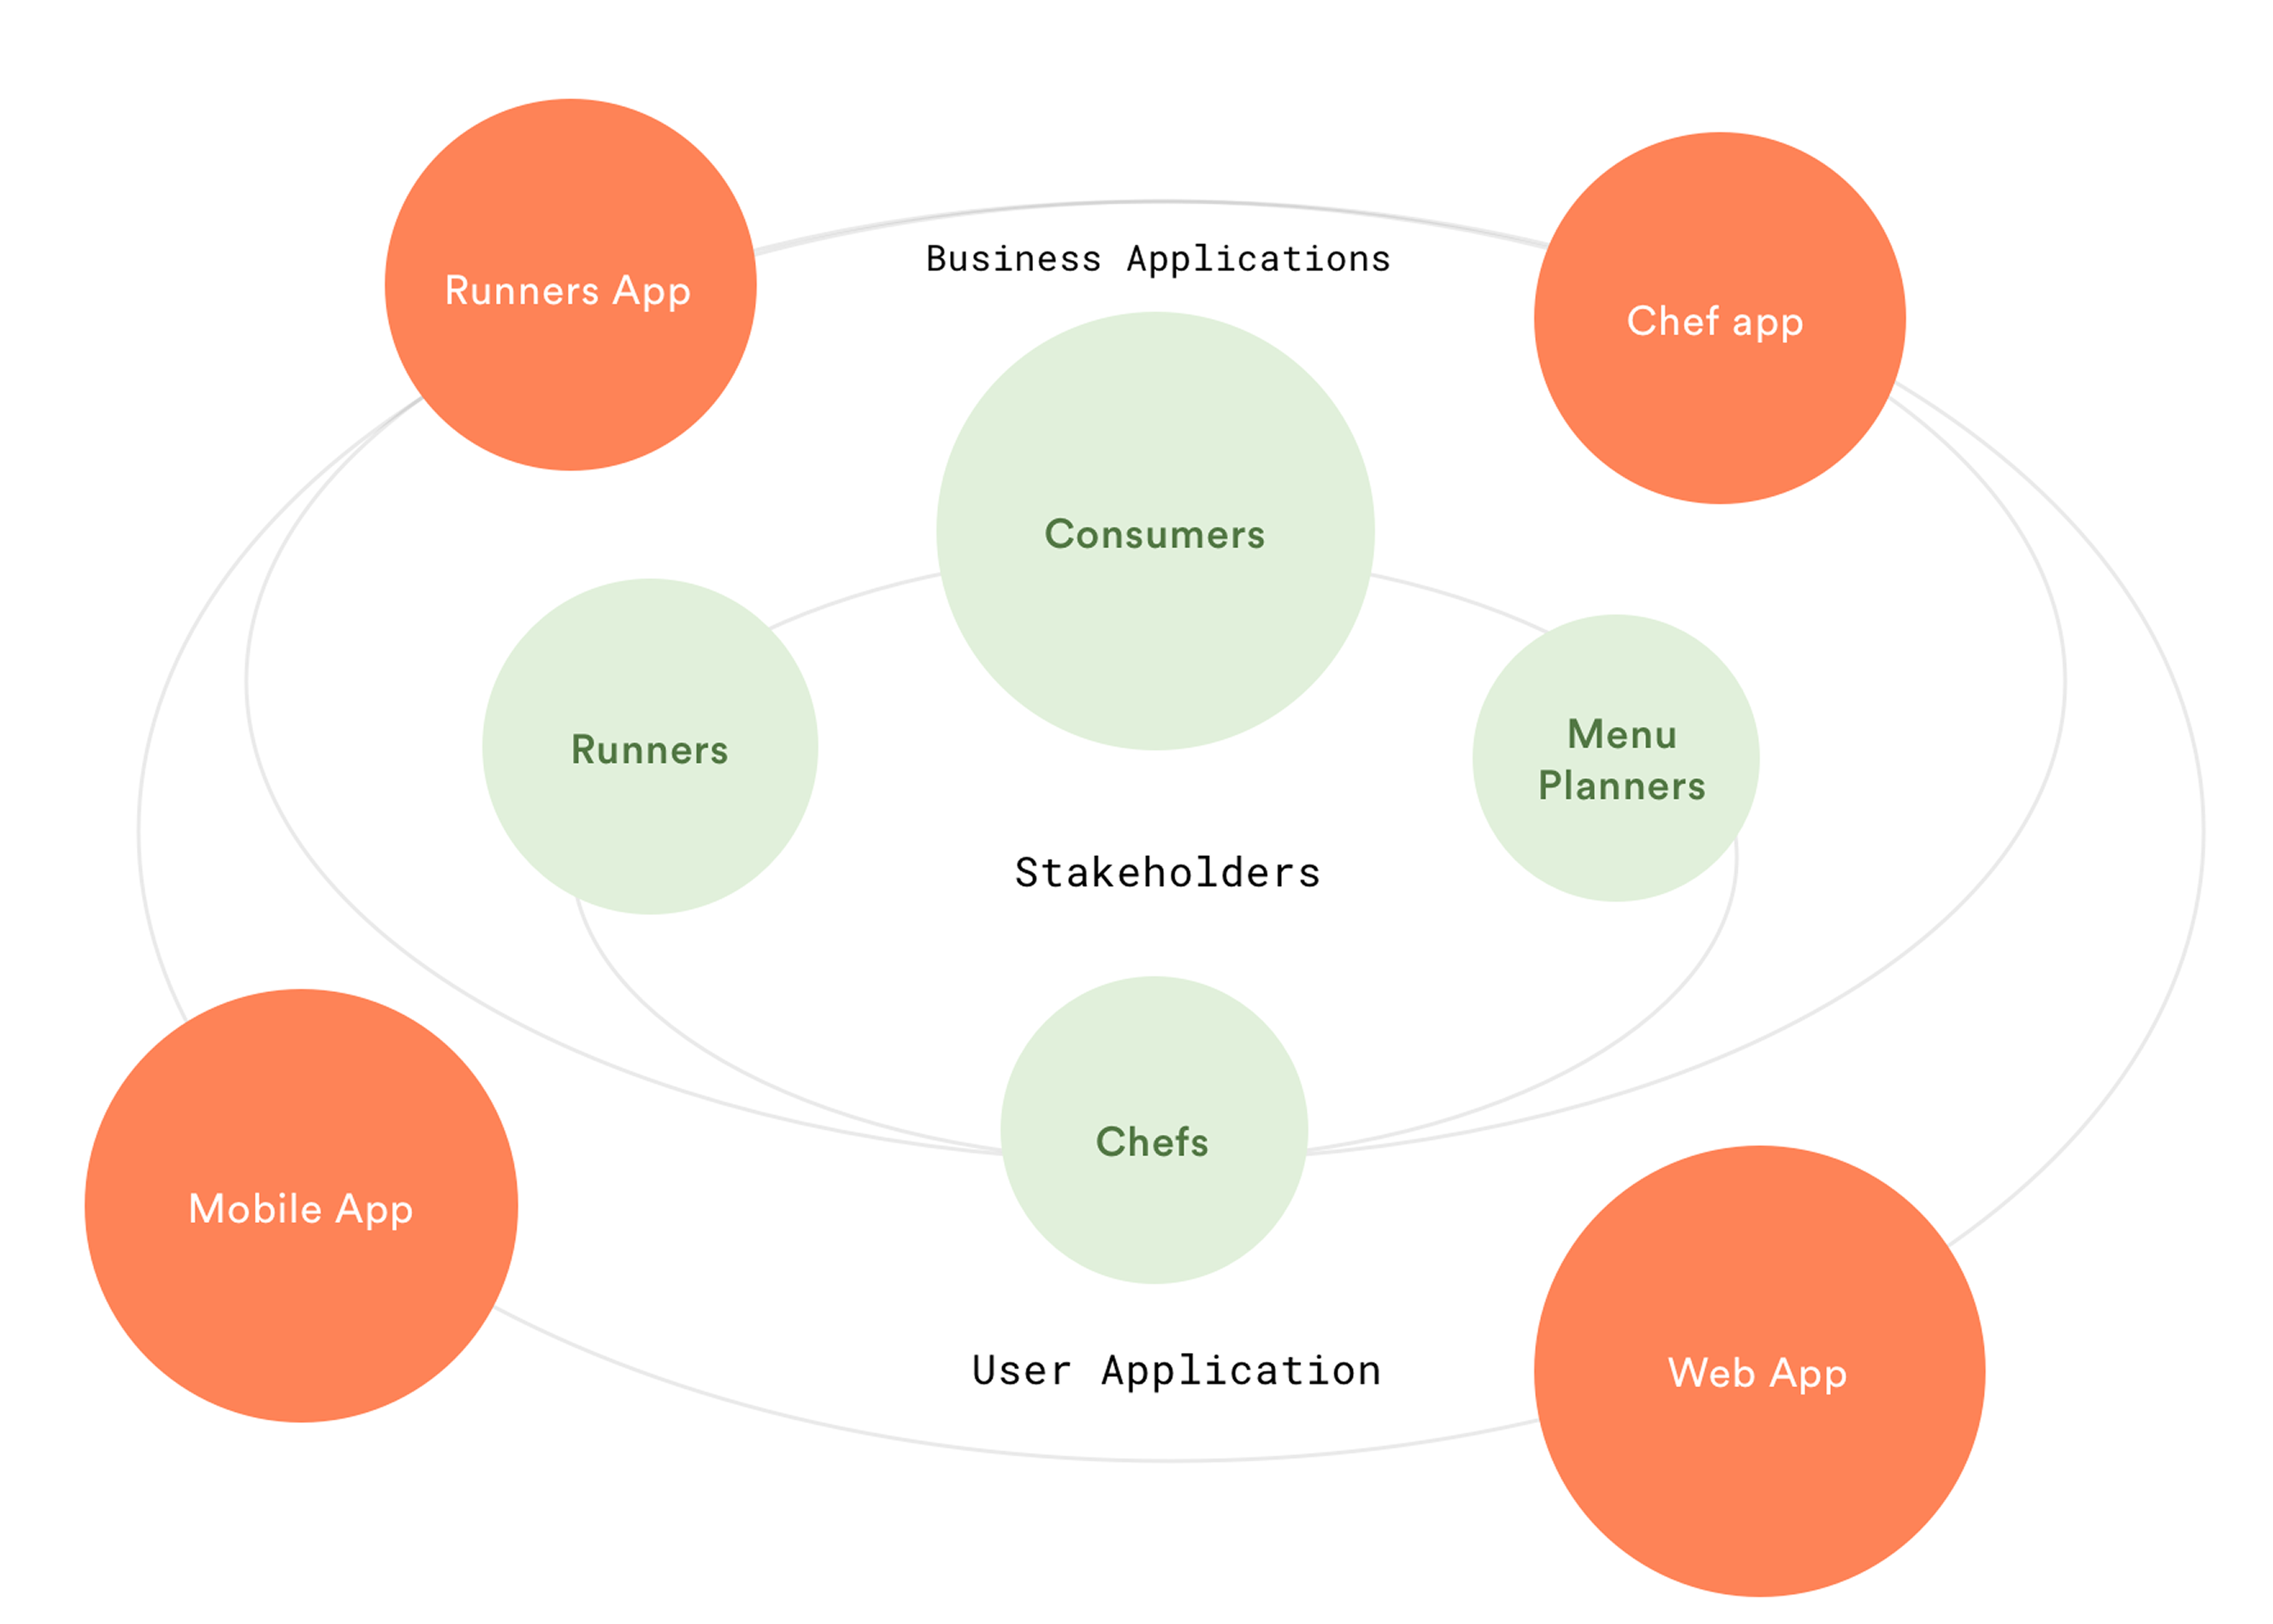 Runners App
Business Applications
Chef app
Consumers
Runners
Menu
Planners
Stakeholders
Chefs
Mobile App
User Application
Web App